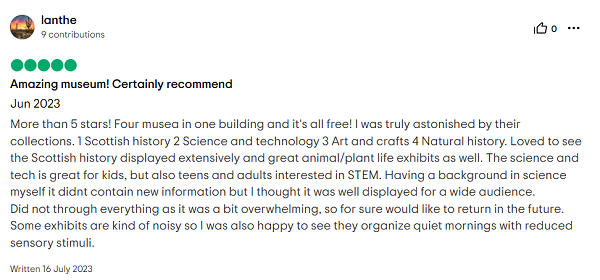 Ianthe
9 contributions
0
Amazing museum! Certainly recommend
Jun 2023
More than 5 stars! Four musea in one building and it's all free! I was truly astonished by their
collections. 1 Scottish history 2 Science and technology 3 Art and crafts 4 Natural history. Loved to see
the Scottish history displayed extensively and great animal/plant life exhibits as well. The science and
tech is great for kids, but also teens and adults interested in STEM. Having a background in science
myself it didnt contain new information but I thought it was well displayed for a wide audience.
Did not through everything as it was a bit overwhelming, so for sure would like to return in the future.
Some exhibits are kind of noisy so I was also happy to see they organize quiet mornings with reduced
sensory stimuli.
Written 16 July 2023